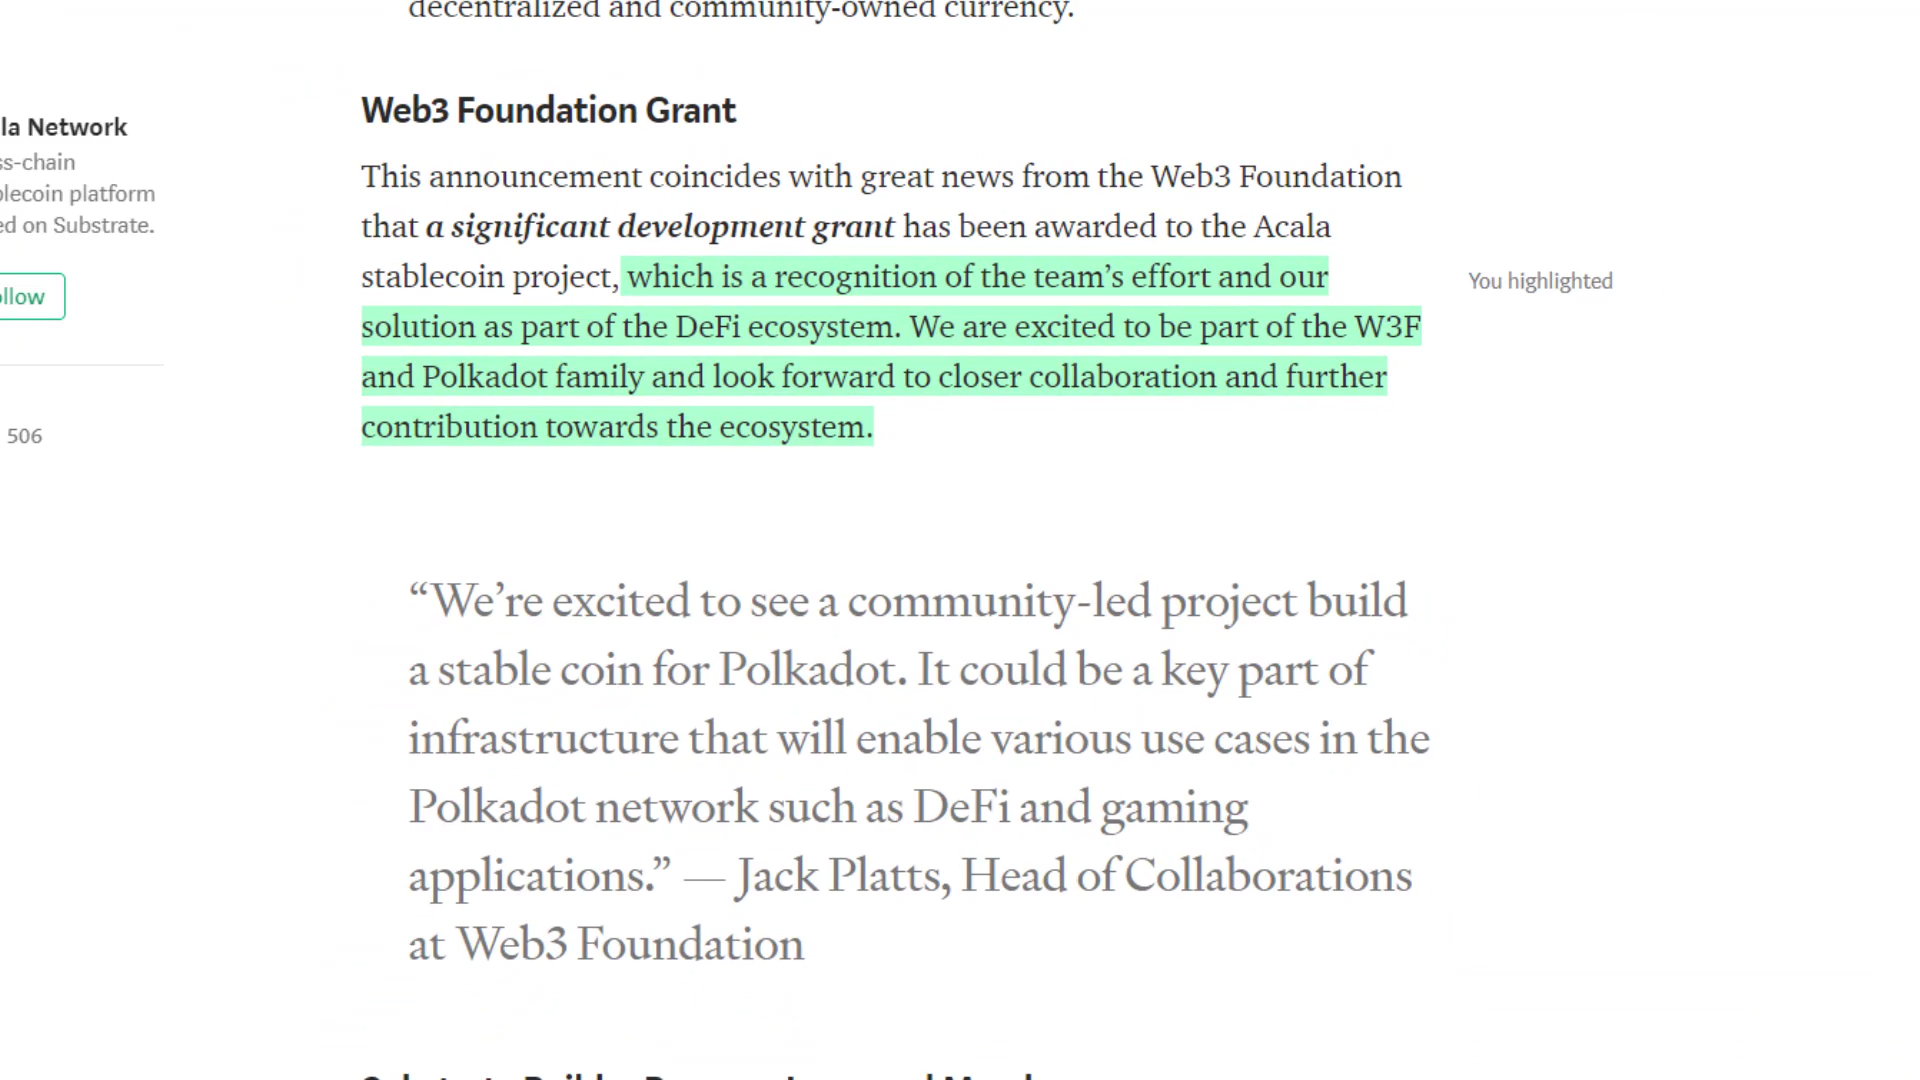 decentralized and community-owned currency.
la Network
ss-chain
blecoin platform
ed on Substrate.
ollow
506
Web3 Foundation Grant
This announcement coincides with great news from the Web3 Foundation
that a significant development grant has been awarded to the Acala
stablecoin project, which is a recognition of the team’s effort and our
solution as part of the DeFi ecosystem. We are excited to be part of the W3F
and Polkadot family and look forward to closer collaboration and further
contribution towards the ecosystem.
You highlighted
“We’re excited to see a community-led project build
a stable coin for Polkadot. It could be a key part of
infrastructure that will enable various use cases in the
Polkadot network such as DeFi and gaming
applications.” — Jack Platts, Head of Collaborations
at Web3 Foundation